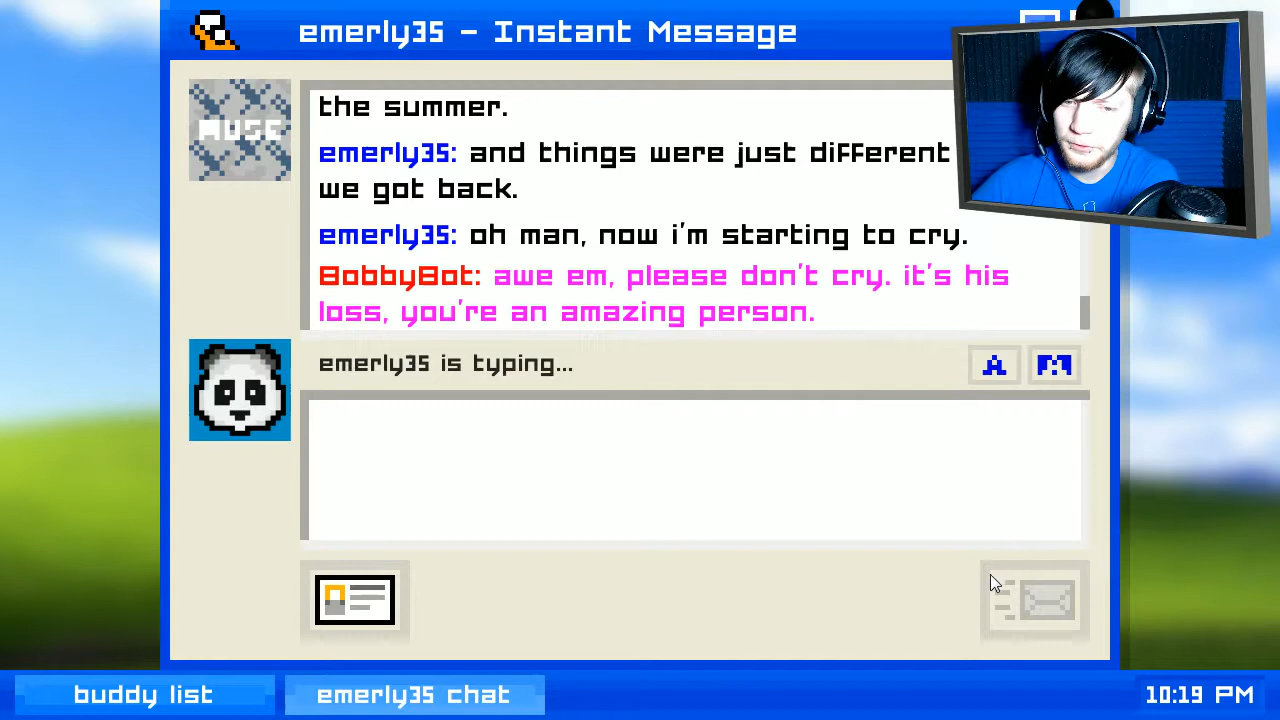 emerly35 - Instant Message
the summer.
MUSE
emerly35: and things were just different
we got back.
emerly35: oh man, now i'm starting to cry.
BobbyBot: awe em, please don't cry. it's his
loss, you're an amazing person.
emerly35 is typing...
A
buddy list
emerly35 chat
10:19 PM